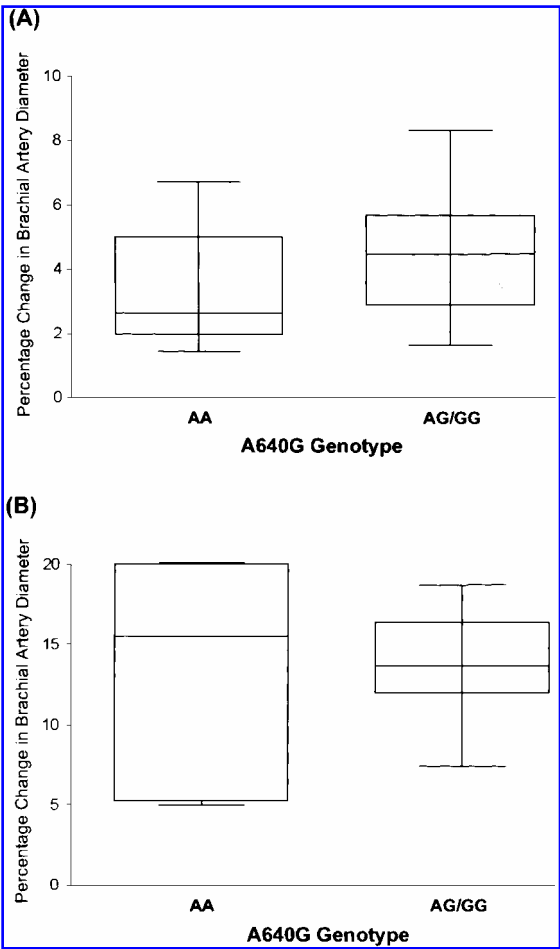 (A)
Percentage Change in Brachial Artery Diameter
10
8
6
4
2
0
AA AG/GG
A640G Genotype
(B)
Percentage Change in Brachial Artery Diameter
20
15
10
5
0
AA AG/GG
A640G Genotype